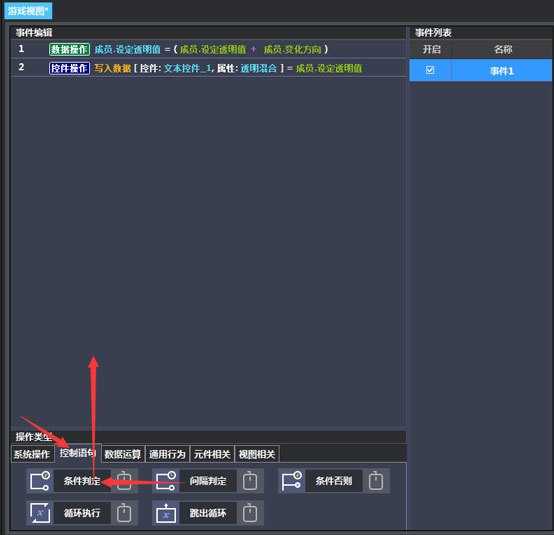 游戏视图*
事件编辑
1 数据操作 成员.设定透明值 = ( 成员.设定透明值 + 成员.变化方向 )
2 控件操作 写入数据 [ 控件: 文本控件_1, 属性: 透明混合 ] = 成员.设定透明值
事件列表
开启 名称
事件1
操作类型
系统操作 控制语句 数据运算 通用行为 元件相关 视图相关
条件判定 间隔判定 条件否则
循环执行 跳出循环